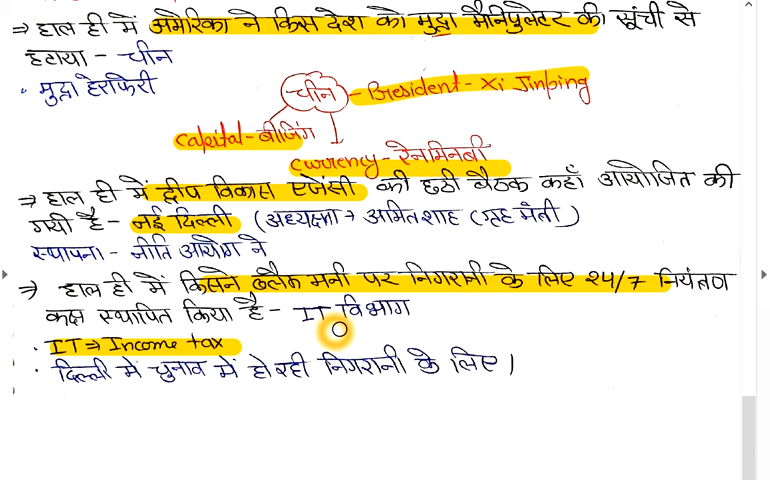 ⇒ हाल ही में अमेरिका ने किस देश को मुद्रा मैनिपुलेटर की सूंची से
हटाया - चीन
• मुद्रा हेराफेरी
चीन - President - Xi Jinping
Capital - बीजिंग
Currency - रेनमिनबी
⇒ हाल ही में द्वीप विकास एजेंसी की छठी बैठक कहाँ आयोजित की
गयी है - नई दिल्ली (अध्यक्षता → अमित शाह (गृह मंत्री)
स्थापना - नीति आयोग ने
⇒ हाल ही में किसने ब्लैक मनी पर निगरानी के लिए 24/7 नियंत्रण
कक्ष स्थापित किया है - IT विभाग
• IT ⇒ Income tax
• दिल्ली में चुनाव में हो रही निगरानी के लिए।